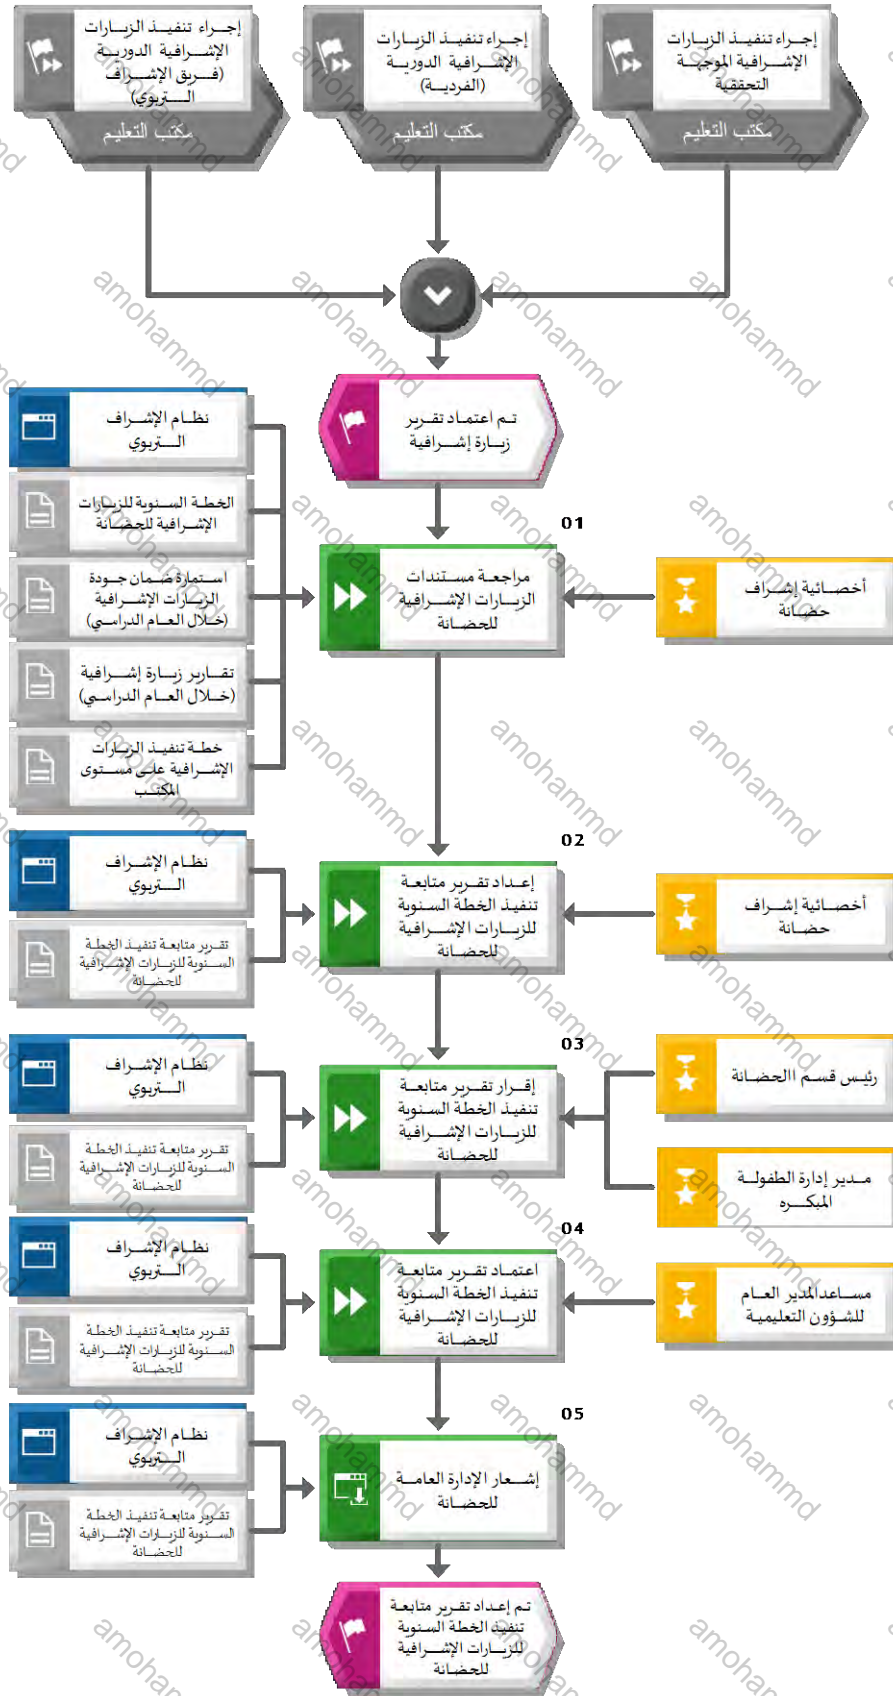 إجراء تنفيذ الزيارات
الإشرافية الموجهة
التحققية
مكتب التعليم
إجراء تنفيذ الزيارات
الإشرافية الدورية
(الفردية)
مكتب التعليم
إجراء تنفيذ الزيارات
الإشرافية الدورية
(فريق الإشراف
التربوي)
مكتب التعليم
تم اعتماد تقرير
زيارة إشرافية
01
أخصائية إشراف
حضانة
مراجعة مستندات
الزيارات الإشرافية
للحضانة
نظام الإشراف
التربوي
الخطة السنوية للزيارات
الإشرافية للحضانة
استمارة ضمان جودة
الزيارات الإشرافية
(خلال العام الدراسي)
تقارير زيارة إشرافية
(خلال العام الدراسي)
خطة تنفيذ الزيارات
الإشرافية على مستوى
المكتب
02
أخصائية إشراف
حضانة
إعداد تقرير متابعة
تنفيذ الخطة السنوية
للزيارات الإشرافية
للحضانة
نظام الإشراف
التربوي
تقرير متابعة تنفيذ الخطة
السنوية للزيارات الإشرافية
للحضانة
03
رئيس قسم االحضانة
مدير إدارة الطفولة
المبكره
إقرار تقرير متابعة
تنفيذ الخطة السنوية
للزيارات الإشرافية
للحضانة
نظام الإشراف
التربوي
تقرير متابعة تنفيذ الخطة
السنوية للزيارات الإشرافية
للحضانة
04
مساعدالمدير العام
للشؤون التعليمية
اعتماد تقرير متابعة
تنفيذ الخطة السنوية
للزيارات الإشرافية
للحضانة
نظام الإشراف
التربوي
تقرير متابعة تنفيذ الخطة
السنوية للزيارات الإشرافية
للحضانة
05
إشعار الإدارة العامة
للحضانة
نظام الإشراف
التربوي
تقرير متابعة تنفيذ الخطة
السنوية للزيارات الإشرافية
للحضانة
تم إعداد تقرير متابعة
تنفيذ الخطة السنوية
للزيارات الإشرافية
للحضانة
amohammd